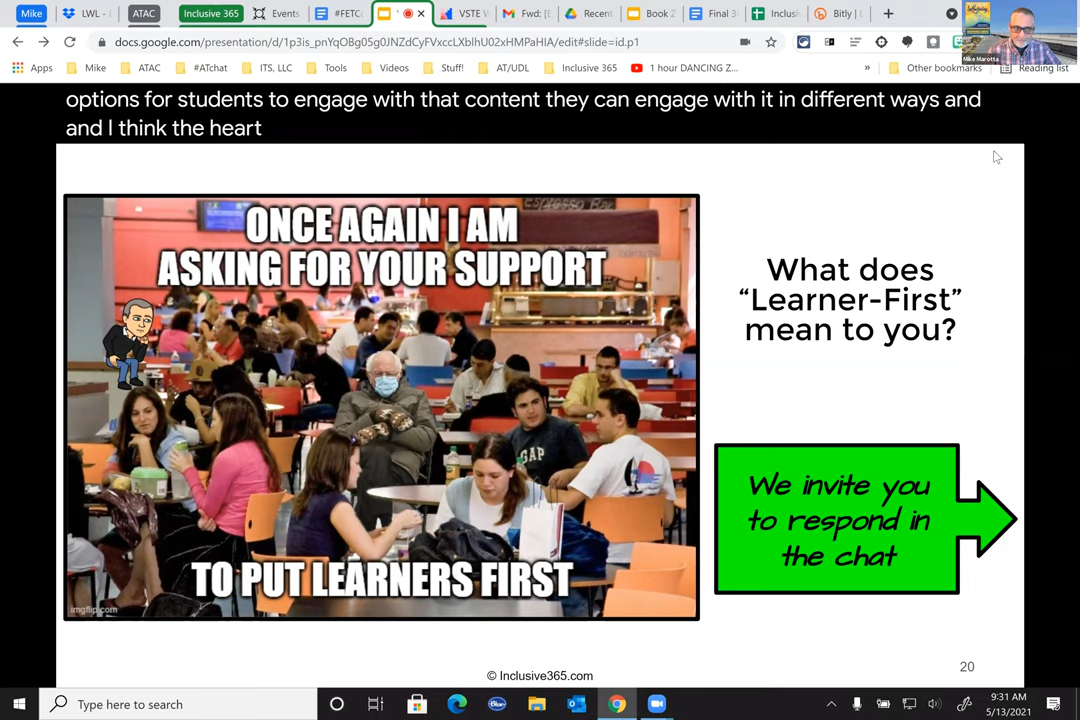 Mike
LWL -
ATAC
Inclusive 365
Events
#FETC
VSTE
Fwd: [E
Recent
Book 2
Final 3
Inclusi
Bitly | L
docs.google.com/presentation/d/1p3is_pnYqOBg05g0JNZdCyFVxccLXblhU02xHMPaHIA/edit#slide=id.p1
Mike Marotta
Apps
Mike
ATAC
#ATchat
ITS, LLC
Tools
Videos
Stuff!
AT/UDL
Inclusive 365
1 hour DANCING Z...
»
Other bookmarks
Reading list
options for students to engage with that content they can engage with it in different ways and
and I think the heart
Espresso Bar
ONCE AGAIN I AM
ASKING FOR YOUR SUPPORT
GAP
TO PUT LEARNERS FIRST
imgflip.com
What does
“Learner-First”
mean to you?
We invite you
to respond in
the chat
20
© Inclusive365.com
Type here to search
9:31 AM
5/13/2021